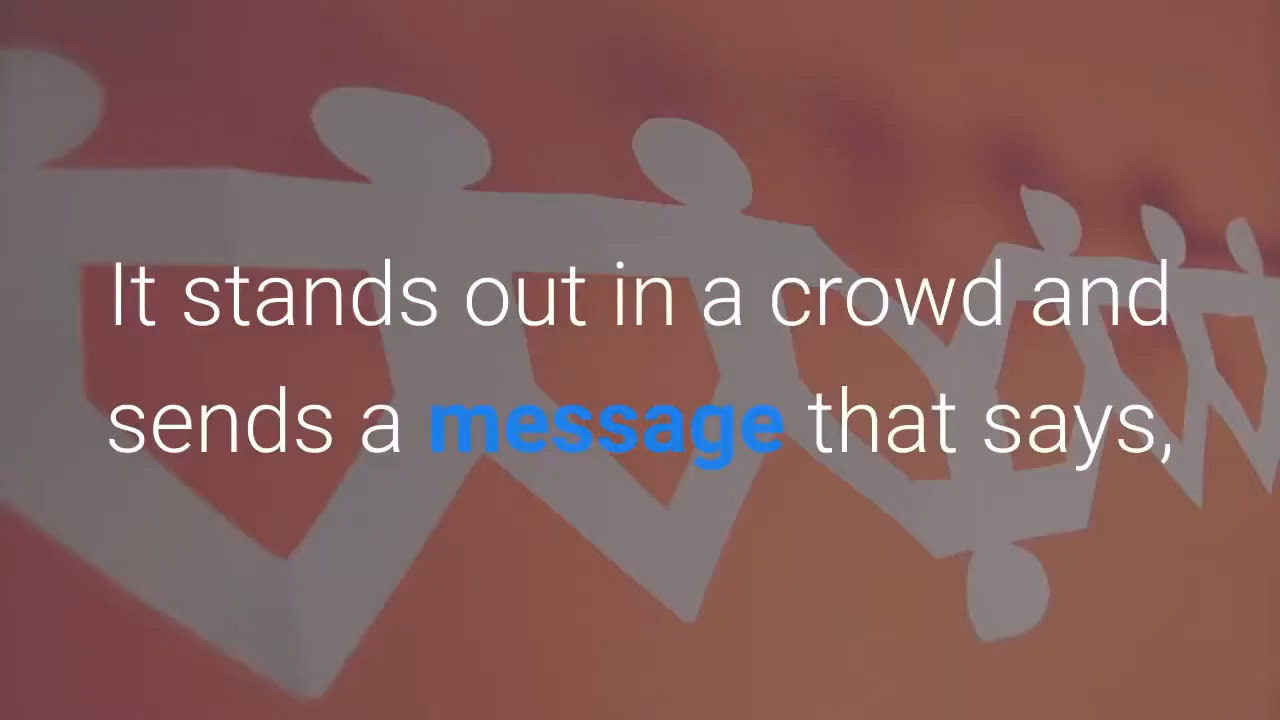 It stands out in a crowd and
sends a message that says,